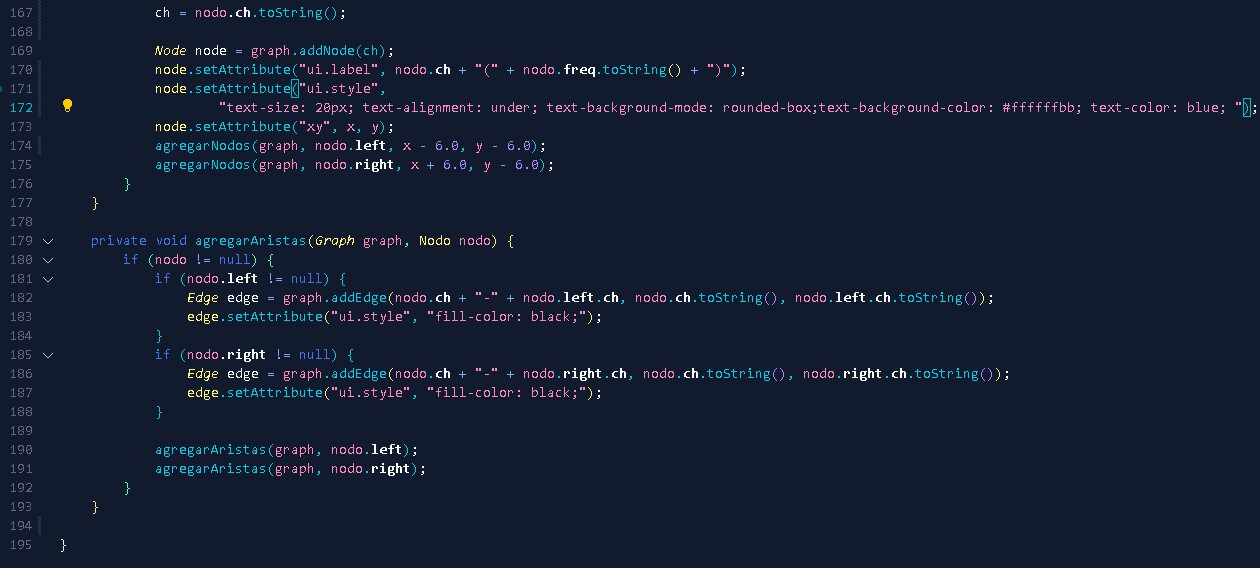 167 ch = nodo.ch.toString();
168
169 Node node = graph.addNode(ch);
170 node.setAttribute("ui.label", nodo.ch + "(" + nodo.freq.toString() + ")");
171 node.setAttribute("ui.style",
172 "text-size: 20px; text-alignment: under; text-background-mode: rounded-box;text-background-color: #ffffffbb; text-color: blue; ");
173 node.setAttribute("xy", x, y);
174 agregarNodos(graph, nodo.left, x - 6.0, y - 6.0);
175 agregarNodos(graph, nodo.right, x + 6.0, y - 6.0);
176 }
177 }
178
179 private void agregarAristas(Graph graph, Nodo nodo) {
180 if (nodo != null) {
181 if (nodo.left != null) {
182 Edge edge = graph.addEdge(nodo.ch + "-" + nodo.left.ch, nodo.ch.toString(), nodo.left.ch.toString());
183 edge.setAttribute("ui.style", "fill-color: black;");
184 }
185 if (nodo.right != null) {
186 Edge edge = graph.addEdge(nodo.ch + "-" + nodo.right.ch, nodo.ch.toString(), nodo.right.ch.toString());
187 edge.setAttribute("ui.style", "fill-color: black;");
188 }
189
190 agregarAristas(graph, nodo.left);
191 agregarAristas(graph, nodo.right);
192 }
193 }
194
195 }